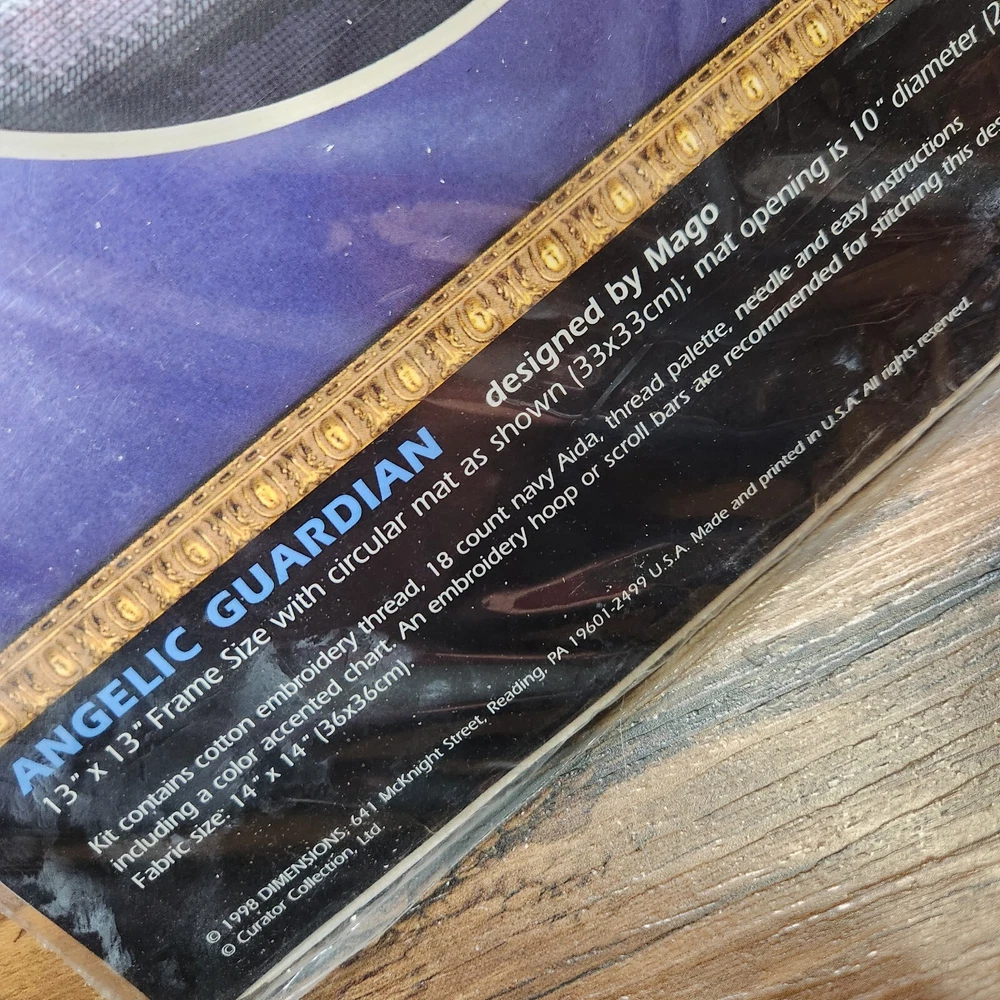 ANGELIC GUARDIAN designed by Mago
13" x 13" Frame Size with circular mat as shown (33x33cm); mat opening is 10" diameter (2
Kit contains cotton embroidery thread, 18 count navy Aida, thread palette, needle and easy instructions
including a color accented chart. An embroidery hoop or scroll bars are recommended for stitching this des
Fabric size: 14" x 14" (36x36cm).
© 1998 DIMENSIONS, 641 McKnight Street, Reading, PA 19601-2499 U.S.A. Made and printed in U.S.A. All rights reserved.
© Curator Collection, Ltd.